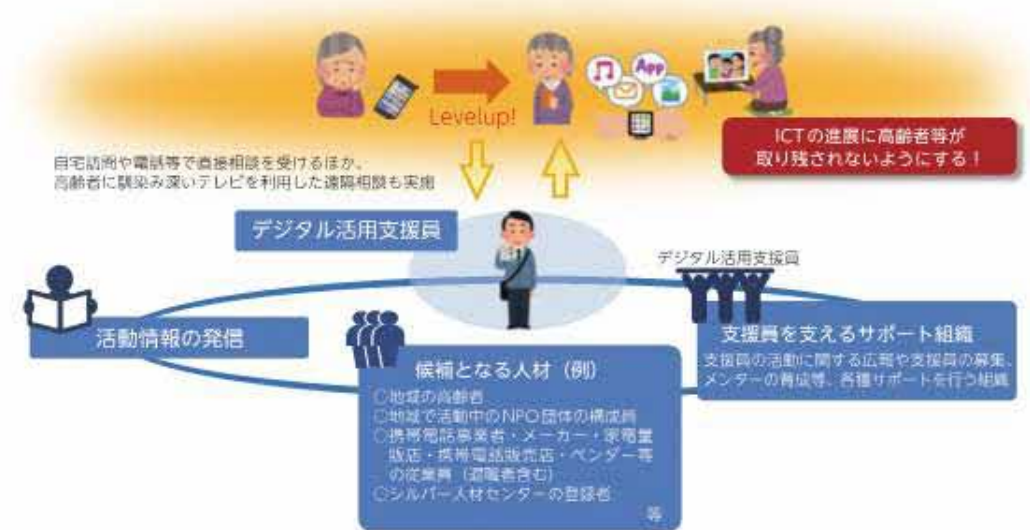 App
Levelup!
ICTの進展に高齢者等が
取り残されないようにする！
自宅訪問や電話等で直接相談を受けるほか、
高齢者に馴染み深いテレビを利用した遠隔相談も実施
デジタル活用支援員
デジタル活用支援員
活動情報の発信
支援員を支えるサポート組織
支援員の活動に関する広報や支援員の募集、
メンターの育成等、各種サポートを行う組織
候補となる人材（例）
○地域の高齢者
○地域で活動中のNPO団体の構成員
○携帯電話事業者・メーカー・家電量
販店・携帯電話販売店・ベンダー等
の従業員（退職者含む）
○シルバー人材センターの登録者
等